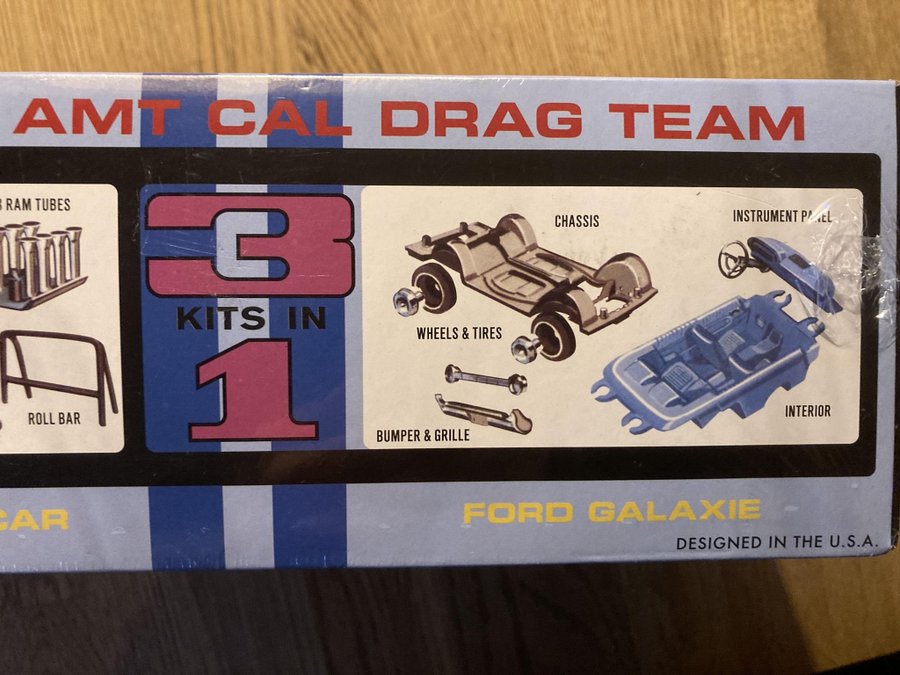 AMT CAL DRAG TEAM
RAM TUBES
ROLL BAR
3
KITS IN
1
CHASSIS
INSTRUMENT PANEL
WHEELS & TIRES
BUMPER & GRILLE
INTERIOR
CAR
FORD GALAXIE
DESIGNED IN THE U.S.A.